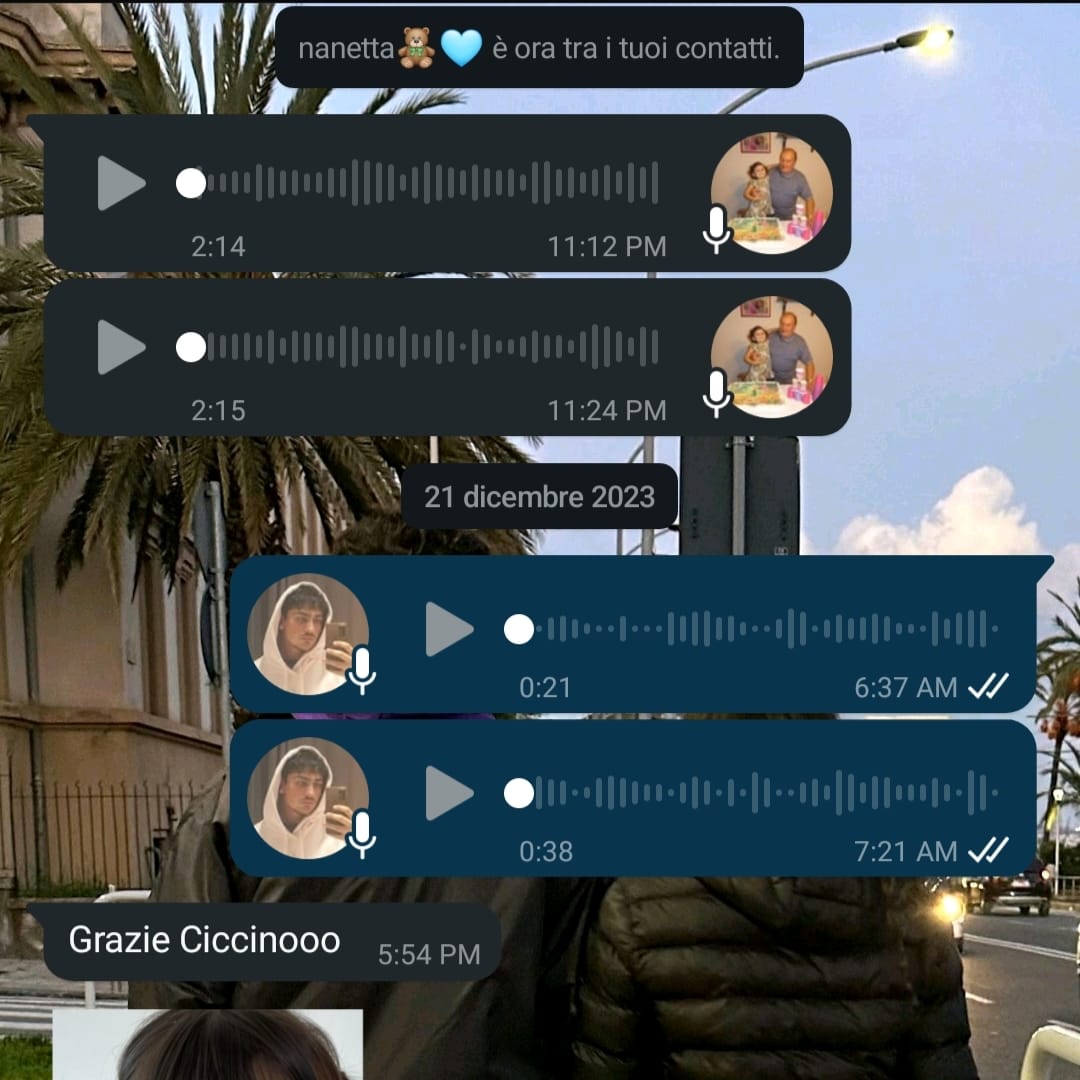 nanetta🧸🩵 è ora tra i tuoi contatti.
2:14 11:12 PM
2:15 11:24 PM
21 dicembre 2023
0:21 6:37 AM
0:38 7:21 AM
Grazie Ciccinooo 5:54 PM